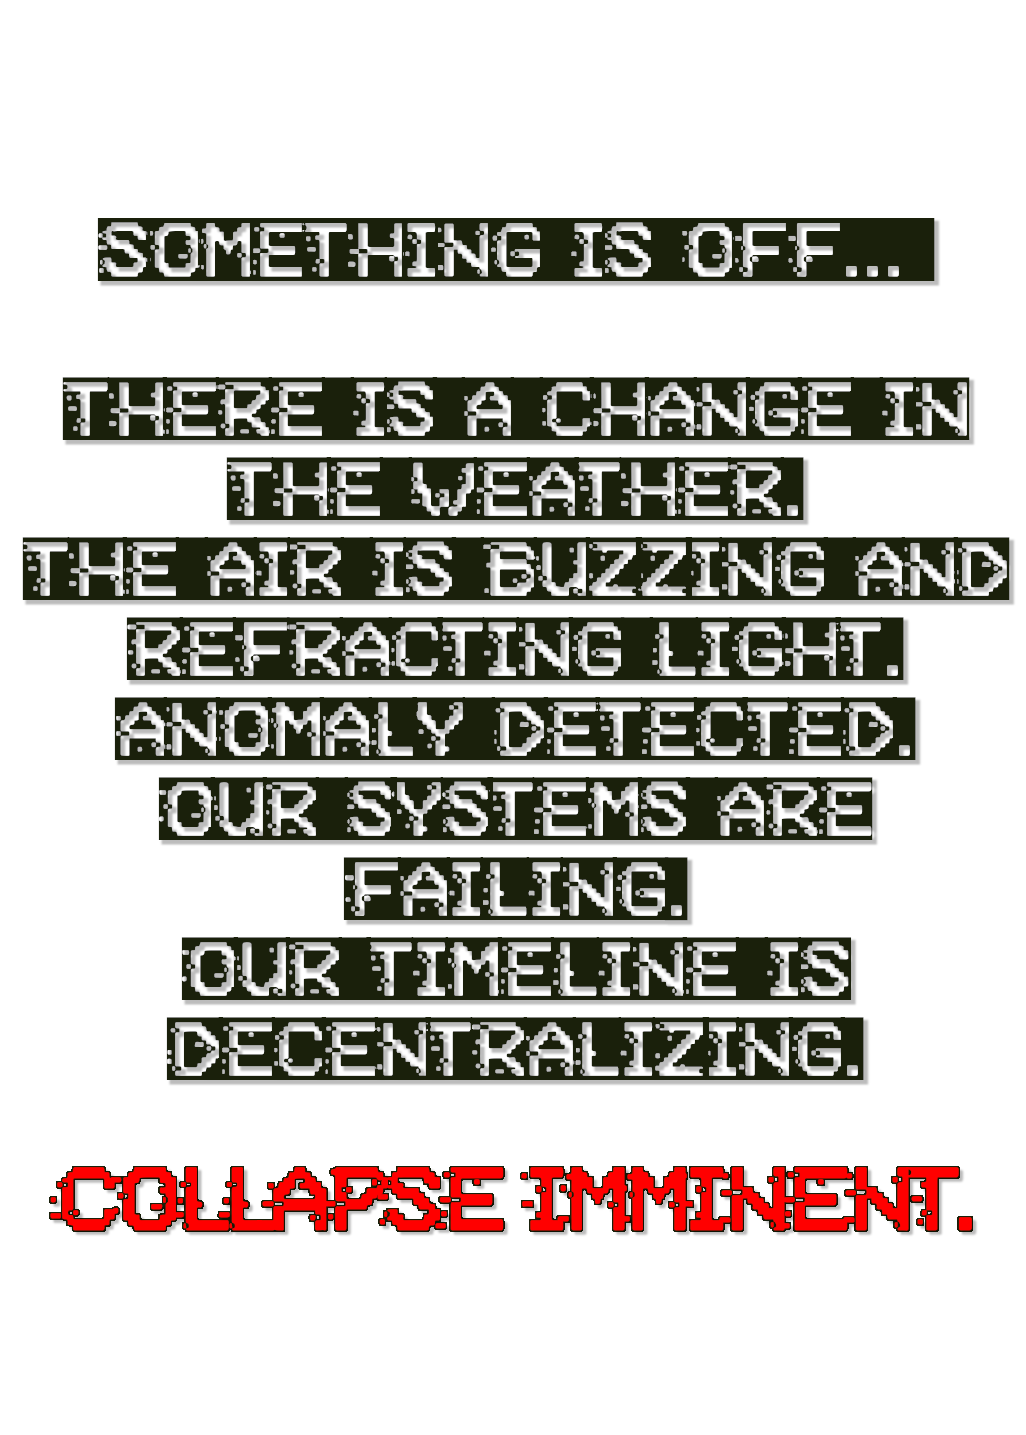 SOMETHING IS OFF...
THERE IS A CHANGE IN
THE WEATHER.
THE AIR IS BUZZING AND
REFRACTING LIGHT.
ANOMALY DETECTED.
OUR SYSTEMS ARE
FAILING.
OUR TIMELINE IS
DECENTRALIZING.
COLLAPSE IMMINENT.